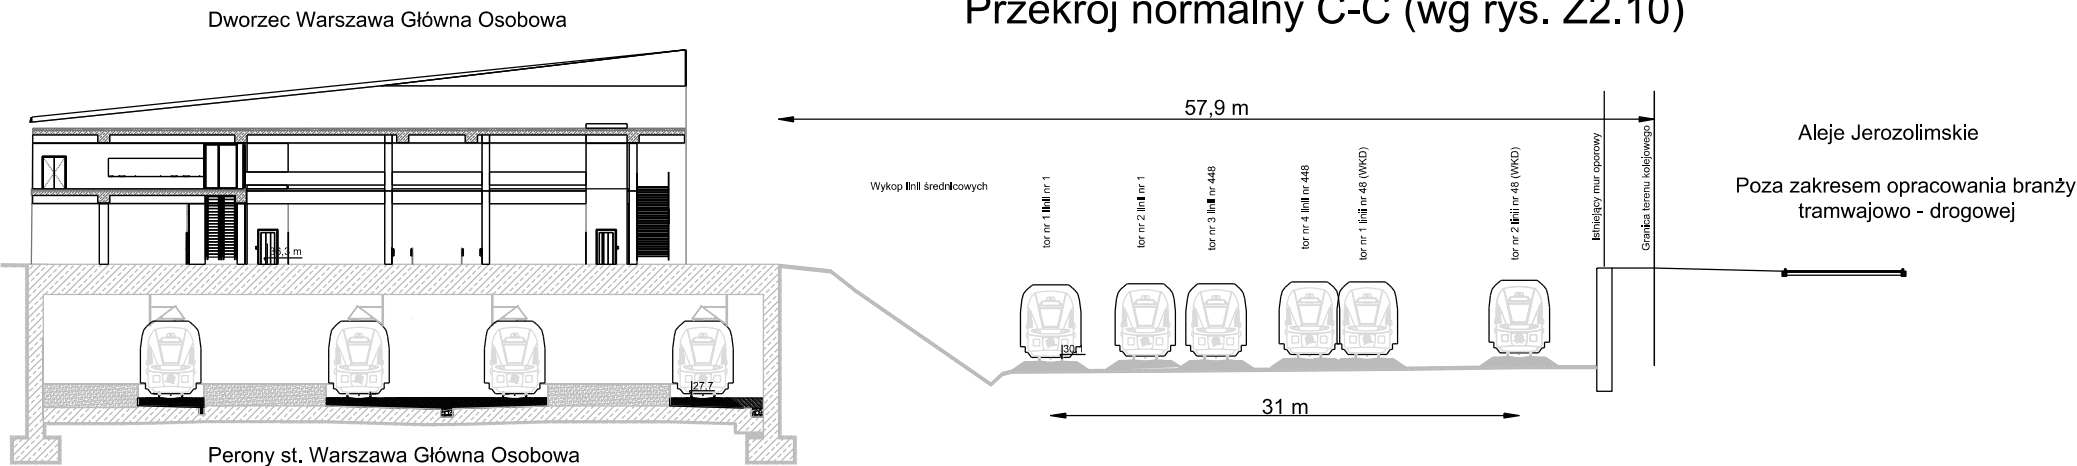 Przekrój normalny C-C (wg rys. Z2.10)
Dworzec Warszawa Główna Osobowa
57,9 m
Wykop linii średnicowych
tor nr 1 linii nr 1
tor nr 2 linii nr 1
tor nr 3 linii nr 448
tor nr 4 linii nr 448
tor nr 1 linii nr 48 (WKD)
tor nr 2 linii nr 48 (WKD)
Istniejący mur oporowy
Granica terenu kolejowego
Aleje Jerozolimskie
Poza zakresem opracowania branży
tramwajowo - drogowej
36,3 m
27,7
31 m
Perony st. Warszawa Główna Osobowa